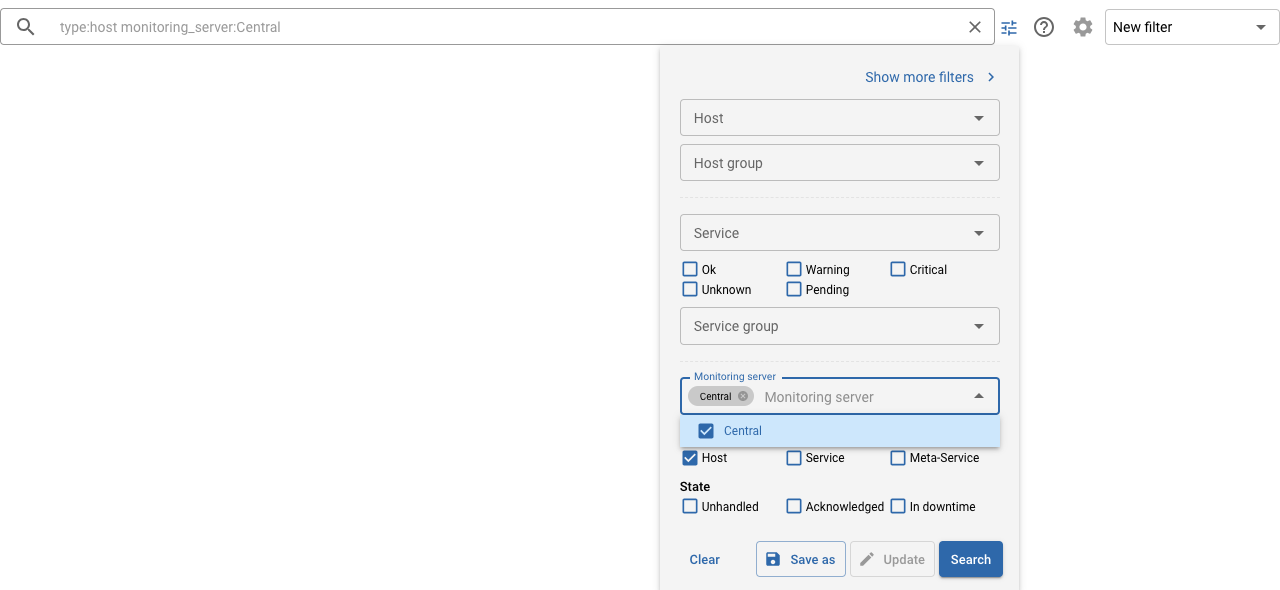 type:host monitoring_server:Central
New filter
Show more filters
Host
Host group
Service
Ok Warning Critical
Unknown Pending
Service group
Monitoring server
Central Monitoring server
Central
Host Service Meta-Service
State
Unhandled Acknowledged In downtime
Clear Save as Update Search